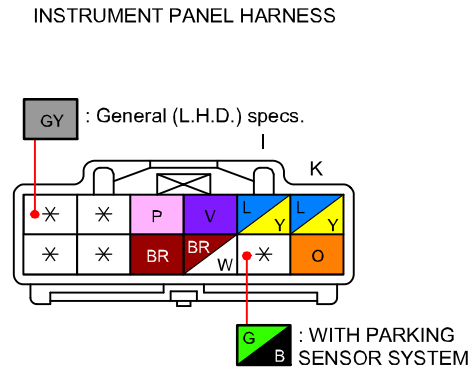 INSTRUMENT PANEL HARNESS
GY : General (L.H.D.) specs.
I
K
* * P V L Y L Y
* * BR BR W * O
G B : WITH PARKING
SENSOR SYSTEM